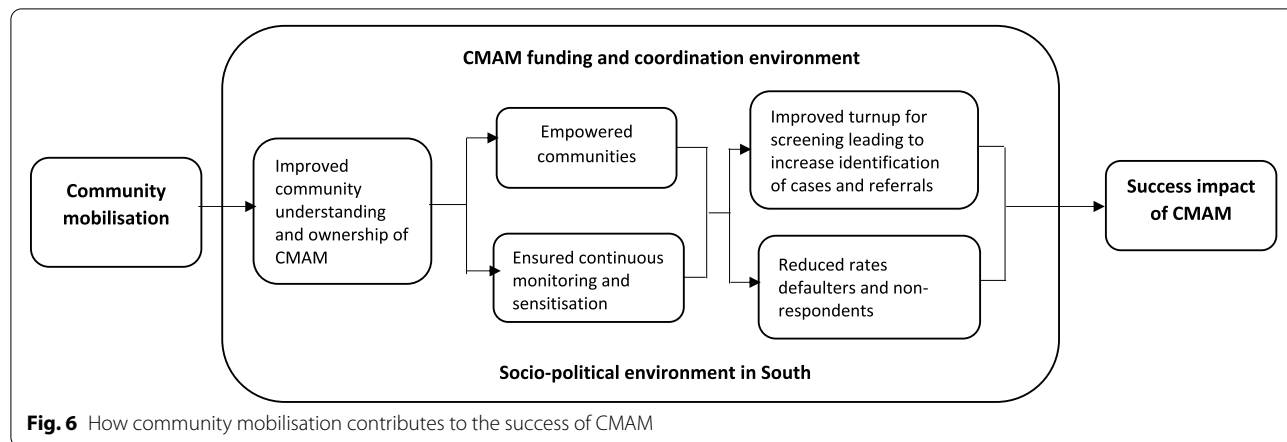 CMAM funding and coordination environment
Community
mobilisation
Improved
community
understanding
and ownership of
CMAM
Empowered
communities
Ensured continuous
monitoring and
sensitisation
Improved turnup for
screening leading to
increase identification
of cases and referrals
Reduced rates
defaulters and non-
respondents
Success impact
of CMAM
Socio-political environment in South
Fig. 6 How community mobilisation contributes to the success of CMAM